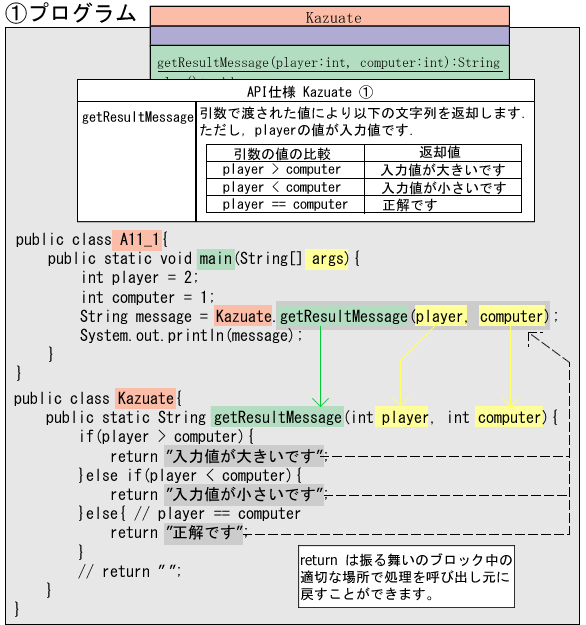 ①プログラム
Kazuate
getResultMessage(player:int, computer:int):String
API仕様 Kazuate ①
getResultMessage
引数で渡された値により以下の文字列を返却します.
ただし, playerの値が入力値です.
引数の値の比較 返却値
player > computer 入力値が大きいです
player < computer 入力値が小さいです
player == computer 正解です
public class A11_1{
public static void main(String[] args){
int player = 2;
int computer = 1;
String message = Kazuate.getResultMessage(player, computer);
System.out.println(message);
}
}
public class Kazuate{
public static String getResultMessage(int player, int computer){
if(player > computer){
return "入力値が大きいです";
}else if(player < computer){
return "入力値が小さいです";
}else{ // player == computer
return "正解です";
}
// return "";
}
}
return は振る舞いのブロック中の
適切な場所で処理を呼び出し元に
戻すことができます。